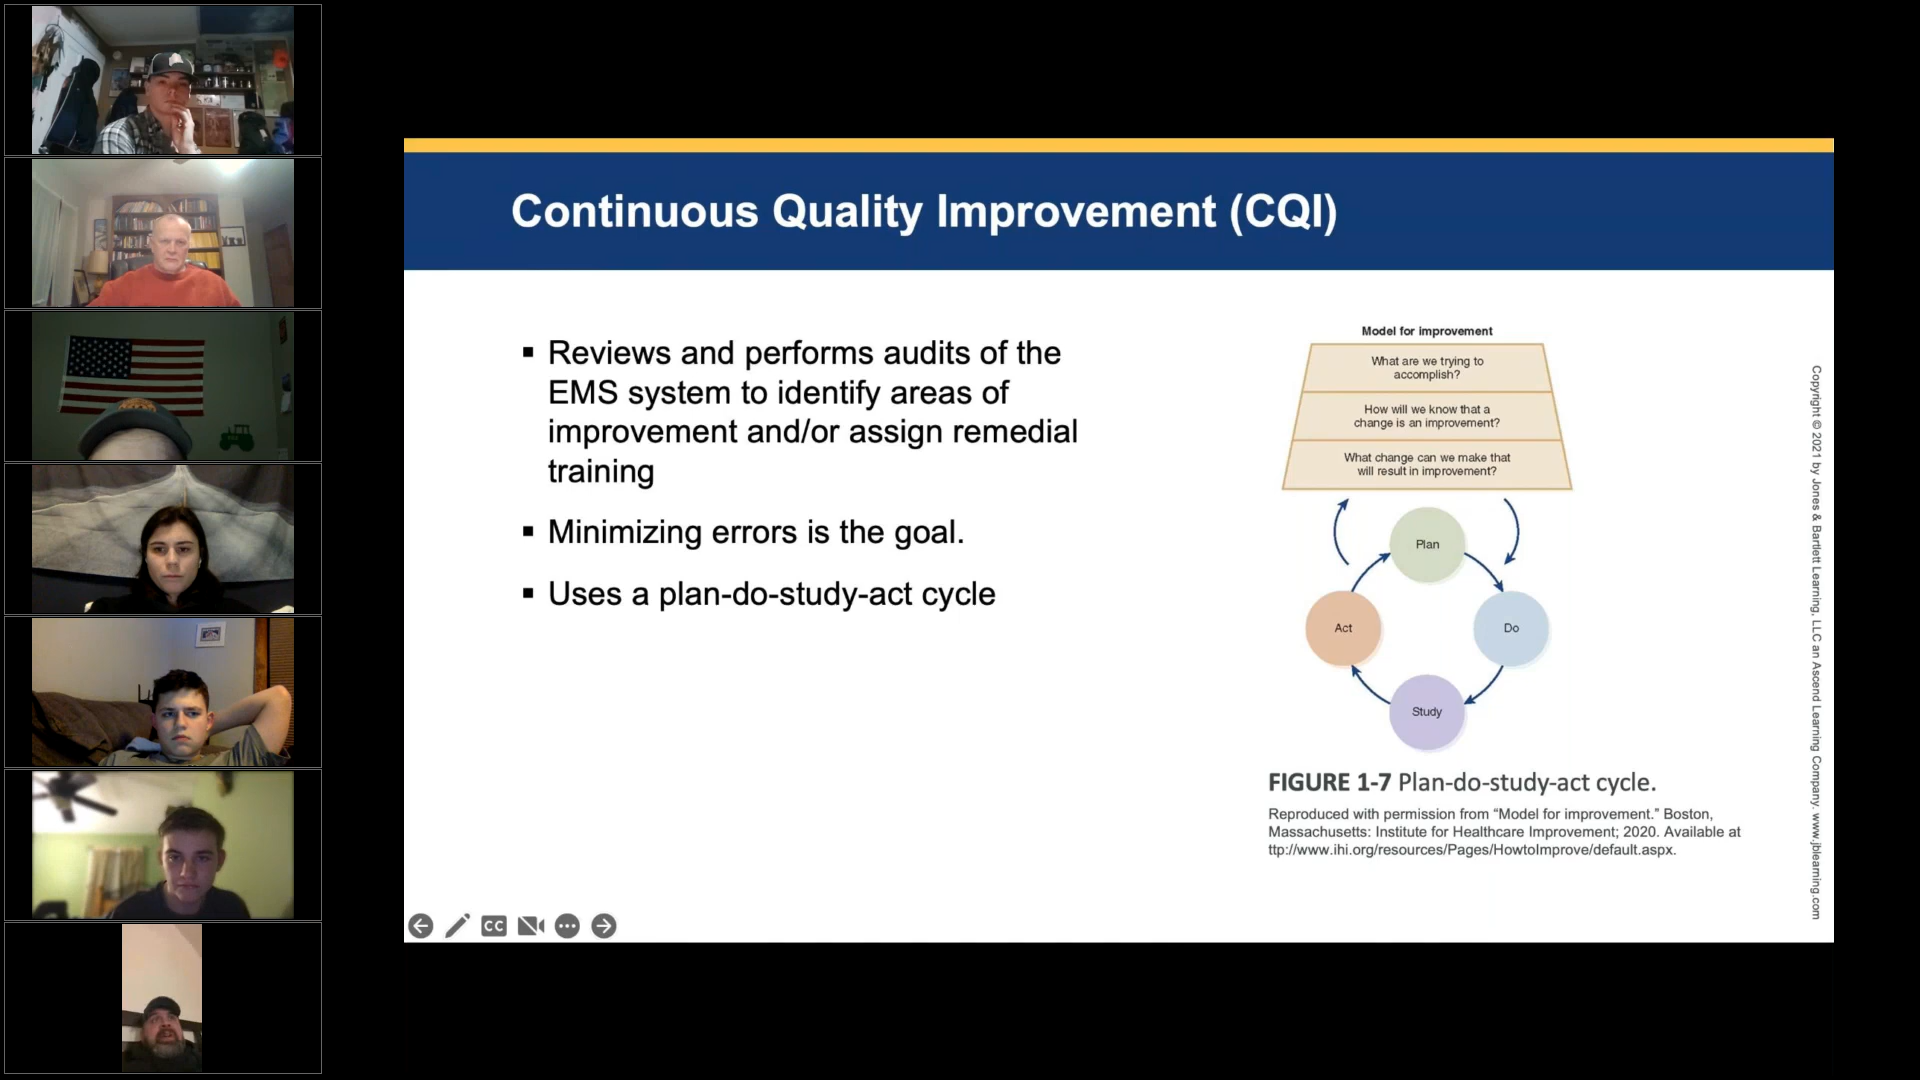 Continuous Quality Improvement (CQI)
Reviews and performs audits of the
EMS system to identify areas of
improvement and/or assign remedial
training
Minimizing errors is the goal.
Uses a plan-do-study-act cycle
Model for improvement
What are we trying to
accomplish?
How will we know that a
change is an improvement?
What change can we make that
will result in improvement?
Plan
Do
Study
Act
FIGURE 1-7 Plan-do-study-act cycle.
Reproduced with permission from “Model for improvement.” Boston,
Massachusetts: Institute for Healthcare Improvement; 2020. Available at
ttp://www.ihi.org/resources/Pages/HowtoImprove/default.aspx.
Copyright © 2021 by Jones & Bartlett Learning, LLC an Ascend Learning Company. www.jblearning.com
CC